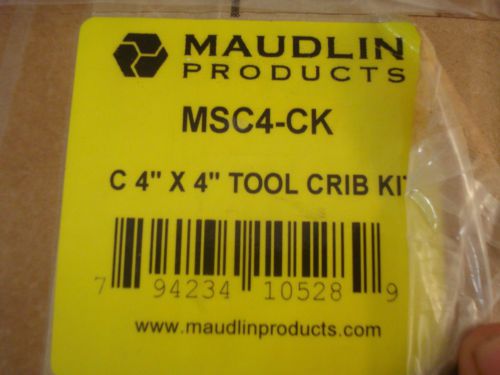 MAUDLIN
PRODUCTS
MSC4-CK
C 4" X 4" TOOL CRIB KIT
7 94234 10528 9
www.maudlinproducts.com